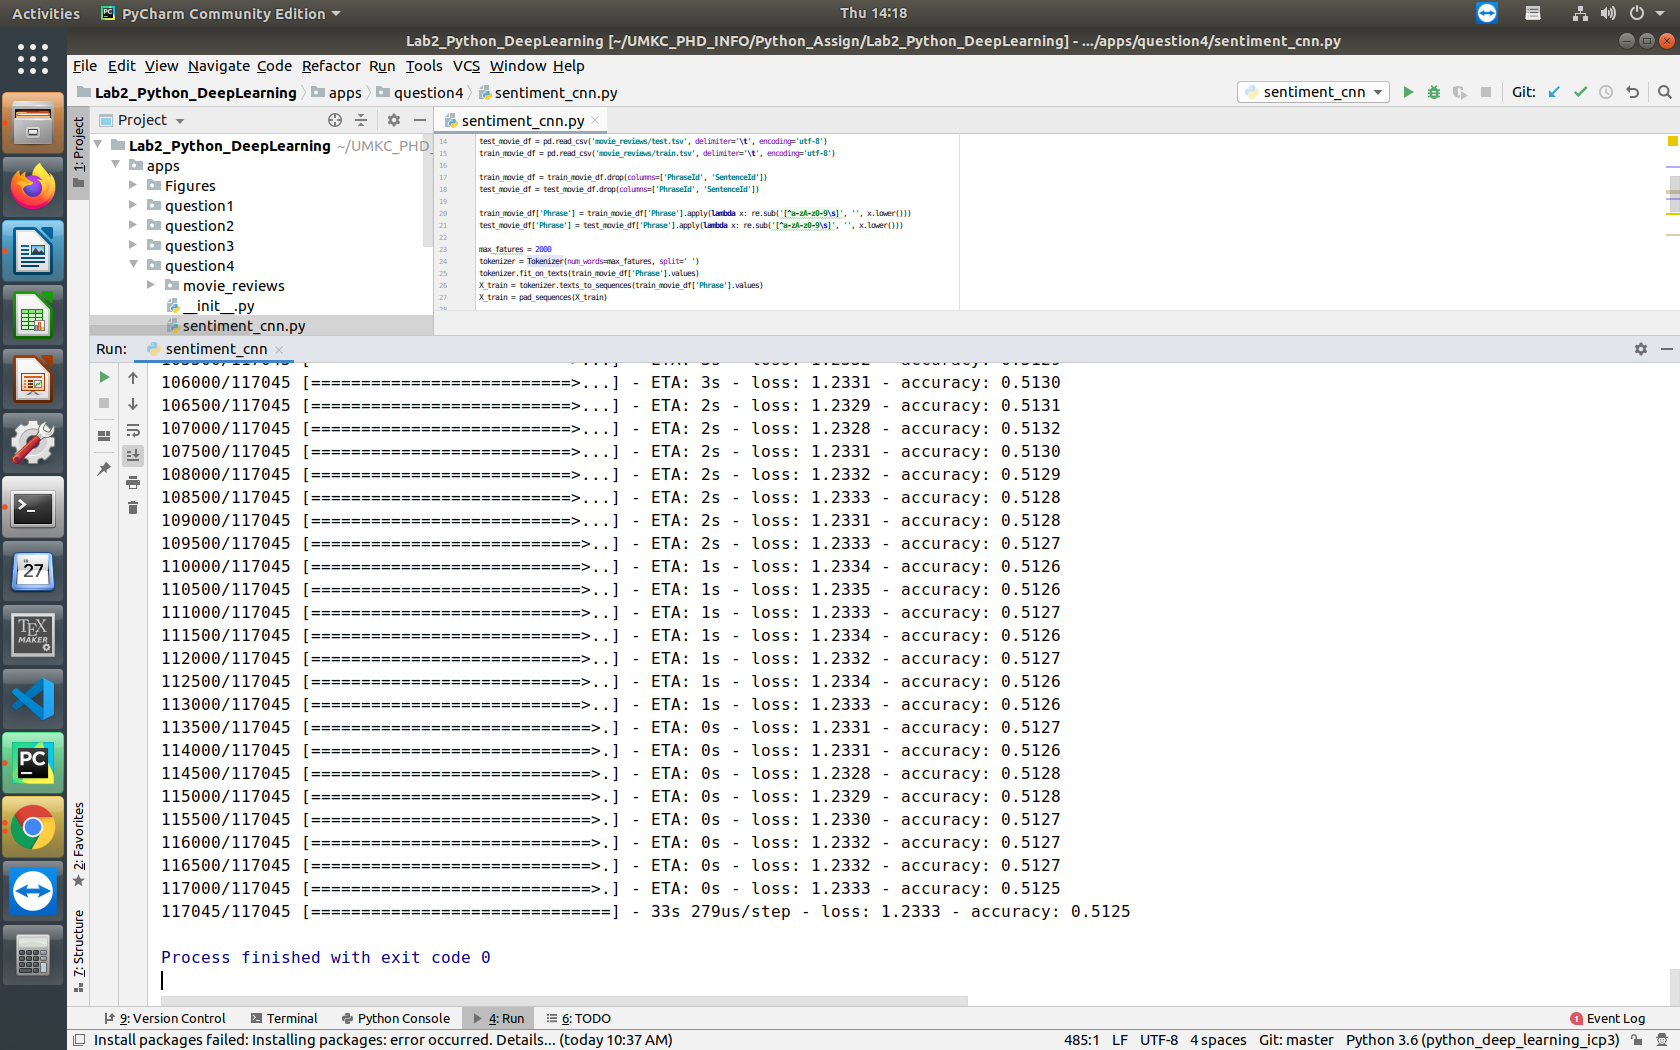 Activities
PyCharm Community Edition
Thu 14:18
Lab2_Python_DeepLearning [~/UMKC_PHD_INFO/Python_Assign/Lab2_Python_DeepLearning] - .../apps/question4/sentiment_cnn.py
File Edit View Navigate Code Refactor Run Tools VCS Window Help
Lab2_Python_DeepLearning apps question4 sentiment_cnn.py
sentiment_cnn
Git:
1: Project
Project
Lab2_Python_DeepLearning ~/UMKC_PHD_
apps
Figures
question1
question2
question3
question4
movie_reviews
__init__.py
sentiment_cnn.py
sentiment_cnn.py
14 test_movie_df = pd.read_csv('movie_reviews/test.tsv', delimiter='\t', encoding='utf-8')
15 train_movie_df = pd.read_csv('movie_reviews/train.tsv', delimiter='\t', encoding='utf-8')
16
17 train_movie_df = train_movie_df.drop(columns=['PhraseId', 'SentenceId'])
18 test_movie_df = test_movie_df.drop(columns=['PhraseId', 'SentenceId'])
19
20 train_movie_df['Phrase'] = train_movie_df['Phrase'].apply(lambda x: re.sub('[^a-zA-z0-9\s]', '', x.lower()))
21 test_movie_df['Phrase'] = test_movie_df['Phrase'].apply(lambda x: re.sub('[^a-zA-z0-9\s]', '', x.lower()))
22
23 max_fatures = 2000
24 tokenizer = Tokenizer(num_words=max_fatures, split=' ')
25 tokenizer.fit_on_texts(train_movie_df['Phrase'].values)
26 X_train = tokenizer.texts_to_sequences(train_movie_df['Phrase'].values)
27 X_train = pad_sequences(X_train)
Run: sentiment_cnn
106000/117045 [==========================>...] - ETA: 3s - loss: 1.2331 - accuracy: 0.5130
106500/117045 [==========================>...] - ETA: 2s - loss: 1.2329 - accuracy: 0.5131
107000/117045 [==========================>...] - ETA: 2s - loss: 1.2328 - accuracy: 0.5132
107500/117045 [==========================>...] - ETA: 2s - loss: 1.2331 - accuracy: 0.5130
108000/117045 [==========================>...] - ETA: 2s - loss: 1.2332 - accuracy: 0.5129
108500/117045 [==========================>...] - ETA: 2s - loss: 1.2333 - accuracy: 0.5128
109000/117045 [==========================>...] - ETA: 2s - loss: 1.2331 - accuracy: 0.5128
109500/117045 [===========================>..] - ETA: 2s - loss: 1.2333 - accuracy: 0.5127
110000/117045 [===========================>..] - ETA: 1s - loss: 1.2334 - accuracy: 0.5126
110500/117045 [===========================>..] - ETA: 1s - loss: 1.2335 - accuracy: 0.5126
111000/117045 [===========================>..] - ETA: 1s - loss: 1.2333 - accuracy: 0.5127
111500/117045 [===========================>..] - ETA: 1s - loss: 1.2334 - accuracy: 0.5126
112000/117045 [===========================>..] - ETA: 1s - loss: 1.2332 - accuracy: 0.5127
112500/117045 [===========================>..] - ETA: 1s - loss: 1.2334 - accuracy: 0.5126
113000/117045 [===========================>..] - ETA: 1s - loss: 1.2333 - accuracy: 0.5126
113500/117045 [============================>.] - ETA: 0s - loss: 1.2331 - accuracy: 0.5127
114000/117045 [============================>.] - ETA: 0s - loss: 1.2331 - accuracy: 0.5126
114500/117045 [============================>.] - ETA: 0s - loss: 1.2328 - accuracy: 0.5128
115000/117045 [============================>.] - ETA: 0s - loss: 1.2329 - accuracy: 0.5128
115500/117045 [============================>.] - ETA: 0s - loss: 1.2330 - accuracy: 0.5127
116000/117045 [============================>.] - ETA: 0s - loss: 1.2332 - accuracy: 0.5127
116500/117045 [============================>.] - ETA: 0s - loss: 1.2332 - accuracy: 0.5127
117000/117045 [============================>.] - ETA: 0s - loss: 1.2333 - accuracy: 0.5125
117045/117045 [==============================] - 33s 279us/step - loss: 1.2333 - accuracy: 0.5125
Process finished with exit code 0
2: Favorites
7: Structure
27
TEX
MAKER
PC
9: Version Control Terminal Python Console 4: Run 6: TODO
1 Event Log
Install packages failed: Installing packages: error occurred. Details... (today 10:37 AM)
485:1 LF UTF-8 4 spaces Git: master Python 3.6 (python_deep_learning_icp3)